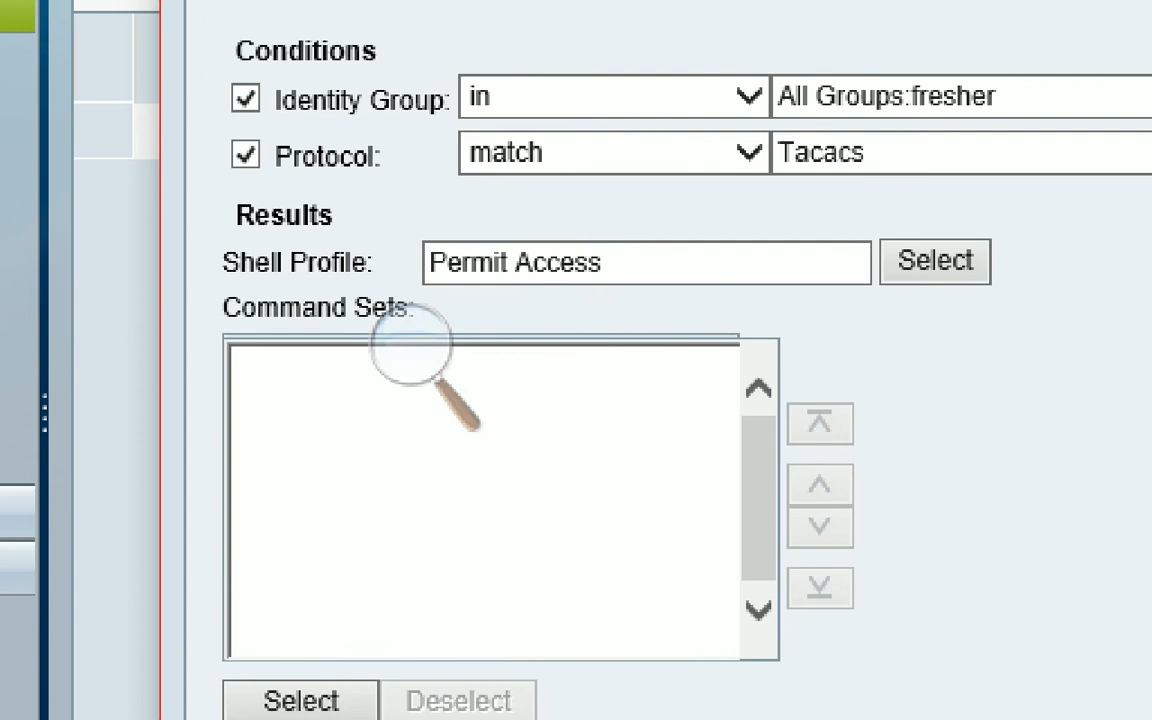 Conditions
Identity Group: in All Groups:fresher
Protocol: match Tacacs
Results
Shell Profile: Permit Access Select
Command Sets:
Select Deselect